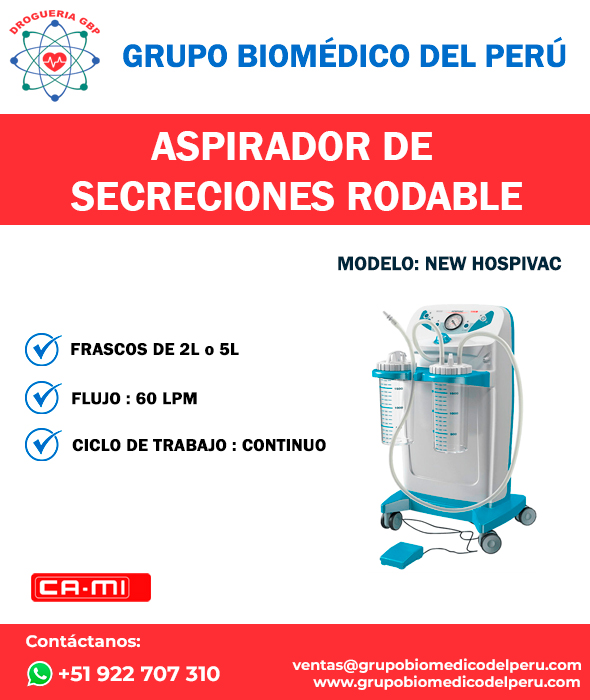 DROGUERIA GBP
GRUPO BIOMÉDICO DEL PERÚ
ASPIRADOR DE
SECRECIONES RODABLE
MODELO: NEW HOSPIVAC
FRASCOS DE 2L o 5L
FLUJO : 60 LPM
CICLO DE TRABAJO : CONTINUO
CA-MI
Contáctanos:
+51 922 707 310
ventas@grupobiomedicodelperu.com
www.grupobiomedicodelperu.com